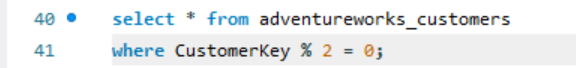 40 select * from adventureworks_customers
41 where CustomerKey % 2 = 0;